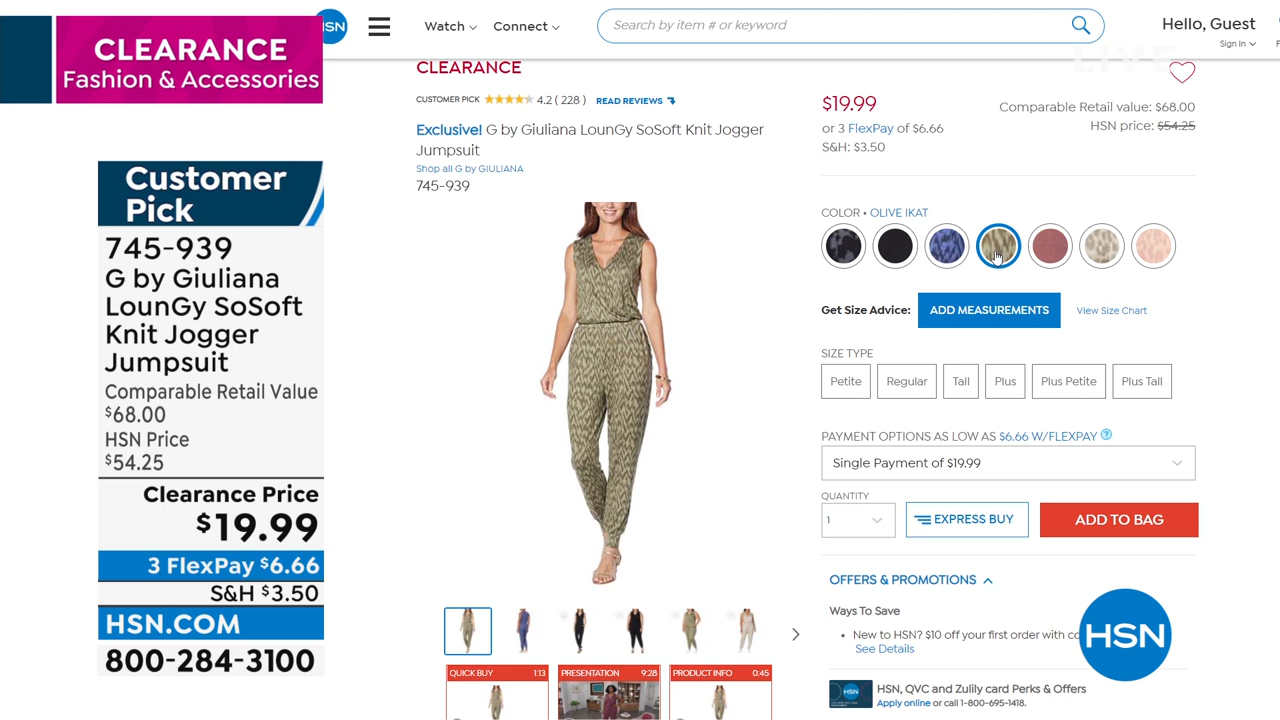 CLEARANCE
Fashion & Accessories
HSN
Watch
Connect
Search by item # or keyword
Hello, Guest
Sign In
LIVE
CLEARANCE
CUSTOMER PICK
4.2 ( 228 )
READ REVIEWS
Exclusive! G by Giuliana LounGy SoSoft Knit Jogger
Jumpsuit
Shop all G by GIULIANA
745-939
$19.99
or 3 FlexPay of $6.66
S&H: $3.50
Comparable Retail value: $68.00
HSN price: $54.25
Customer
Pick
745-939
G by Giuliana
LounGy SoSoft
Knit Jogger
Jumpsuit
Comparable Retail Value
$68.00
HSN Price
$54.25
Clearance Price
$19.99
3 FlexPay $6.66
S&H $3.50
HSN.COM
800-284-3100
COLOR • OLIVE IKAT
Get Size Advice:
ADD MEASUREMENTS
View Size Chart
SIZE TYPE
Petite
Regular
Tall
Plus
Plus Petite
Plus Tall
PAYMENT OPTIONS AS LOW AS $6.66 W/FLEXPAY ?
Single Payment of $19.99
QUANTITY
1
EXPRESS BUY
ADD TO BAG
OFFERS & PROMOTIONS
Ways To Save
• New to HSN? $10 off your first order with
See Details
HSN
HSN
HSN, QVC and Zulily card Perks & Offers
Apply online or call 1-800-695-1418.
QUICK BUY 1:13
PRESENTATION 9:28
PRODUCT INFO 0:45